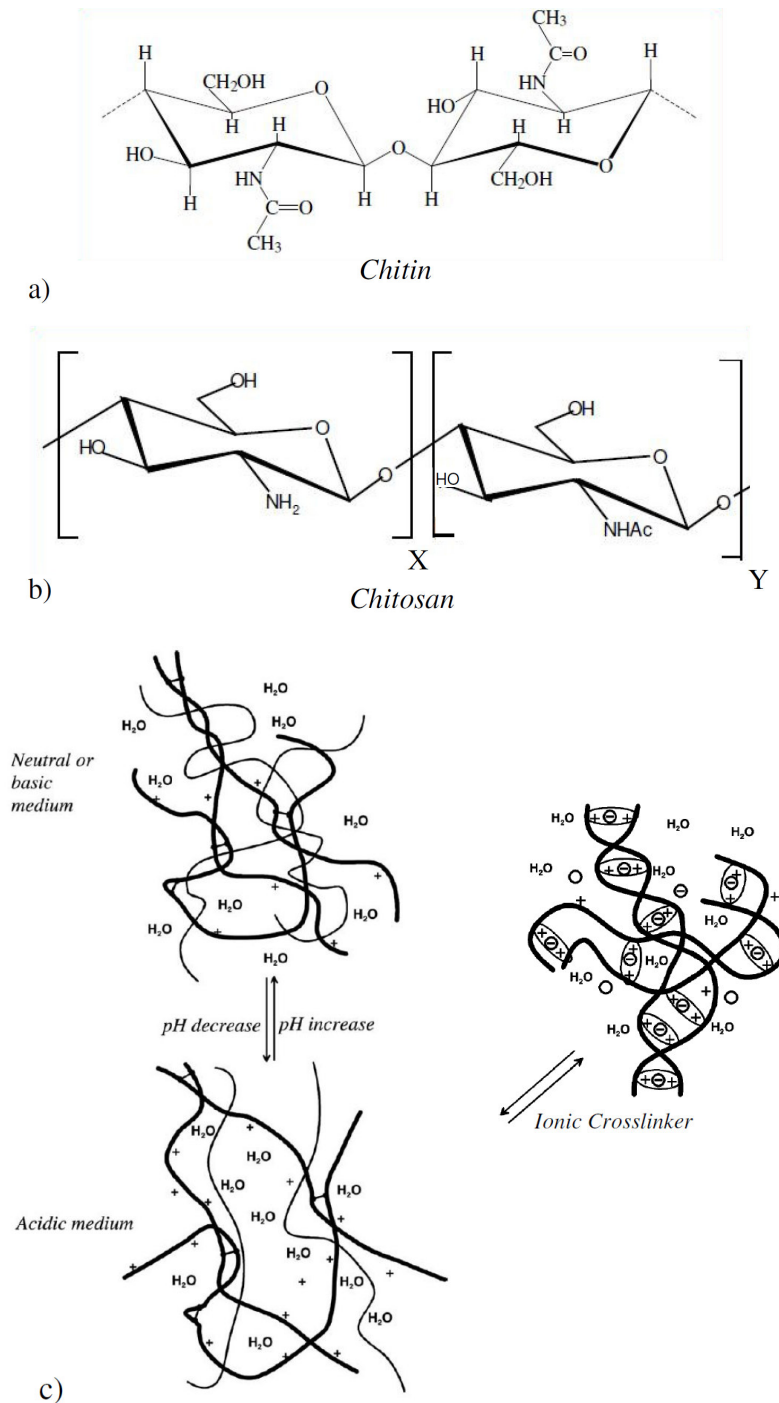 CH₃
H
C=O
H
H
CH₂OH
O
HN
HO
H
H
H
H
HO
O
HN
CH₂OH
O
H
C=O
H
H
CH₃
Chitin
a)
OH
OH
O
O
HO
O
HO
O
NH₂
NHAc
X
Y
b)
Chitosan
H₂O
H₂O
H₂O
Neutral or
basic
medium
H₂O
+
+
H₂O
+
+
H₂O
H₂O
H₂O
+
+
H₂O
pH decrease
pH increase
H₂O
+
H₂O
+
+
+
H₂O
H₂O
H₂O
+
Acidic medium
+
H₂O
+
+
+
H₂O
H₂O
+
+
H₂O
H₂O
+
+
+
H₂O
+ ⊖ +
H₂O
H₂O
H₂O
+ ⊖ +
H₂O
⊖
+ ⊖ +
+
+
+ ⊖ +
H₂O
+ ⊖ +
+ ⊖ +
H₂O
+ ⊖ +
H₂O
+
+ ⊖ +
H₂O
+ ⊖ +
H₂O
+ ⊖ +
Ionic Crosslinker
c)